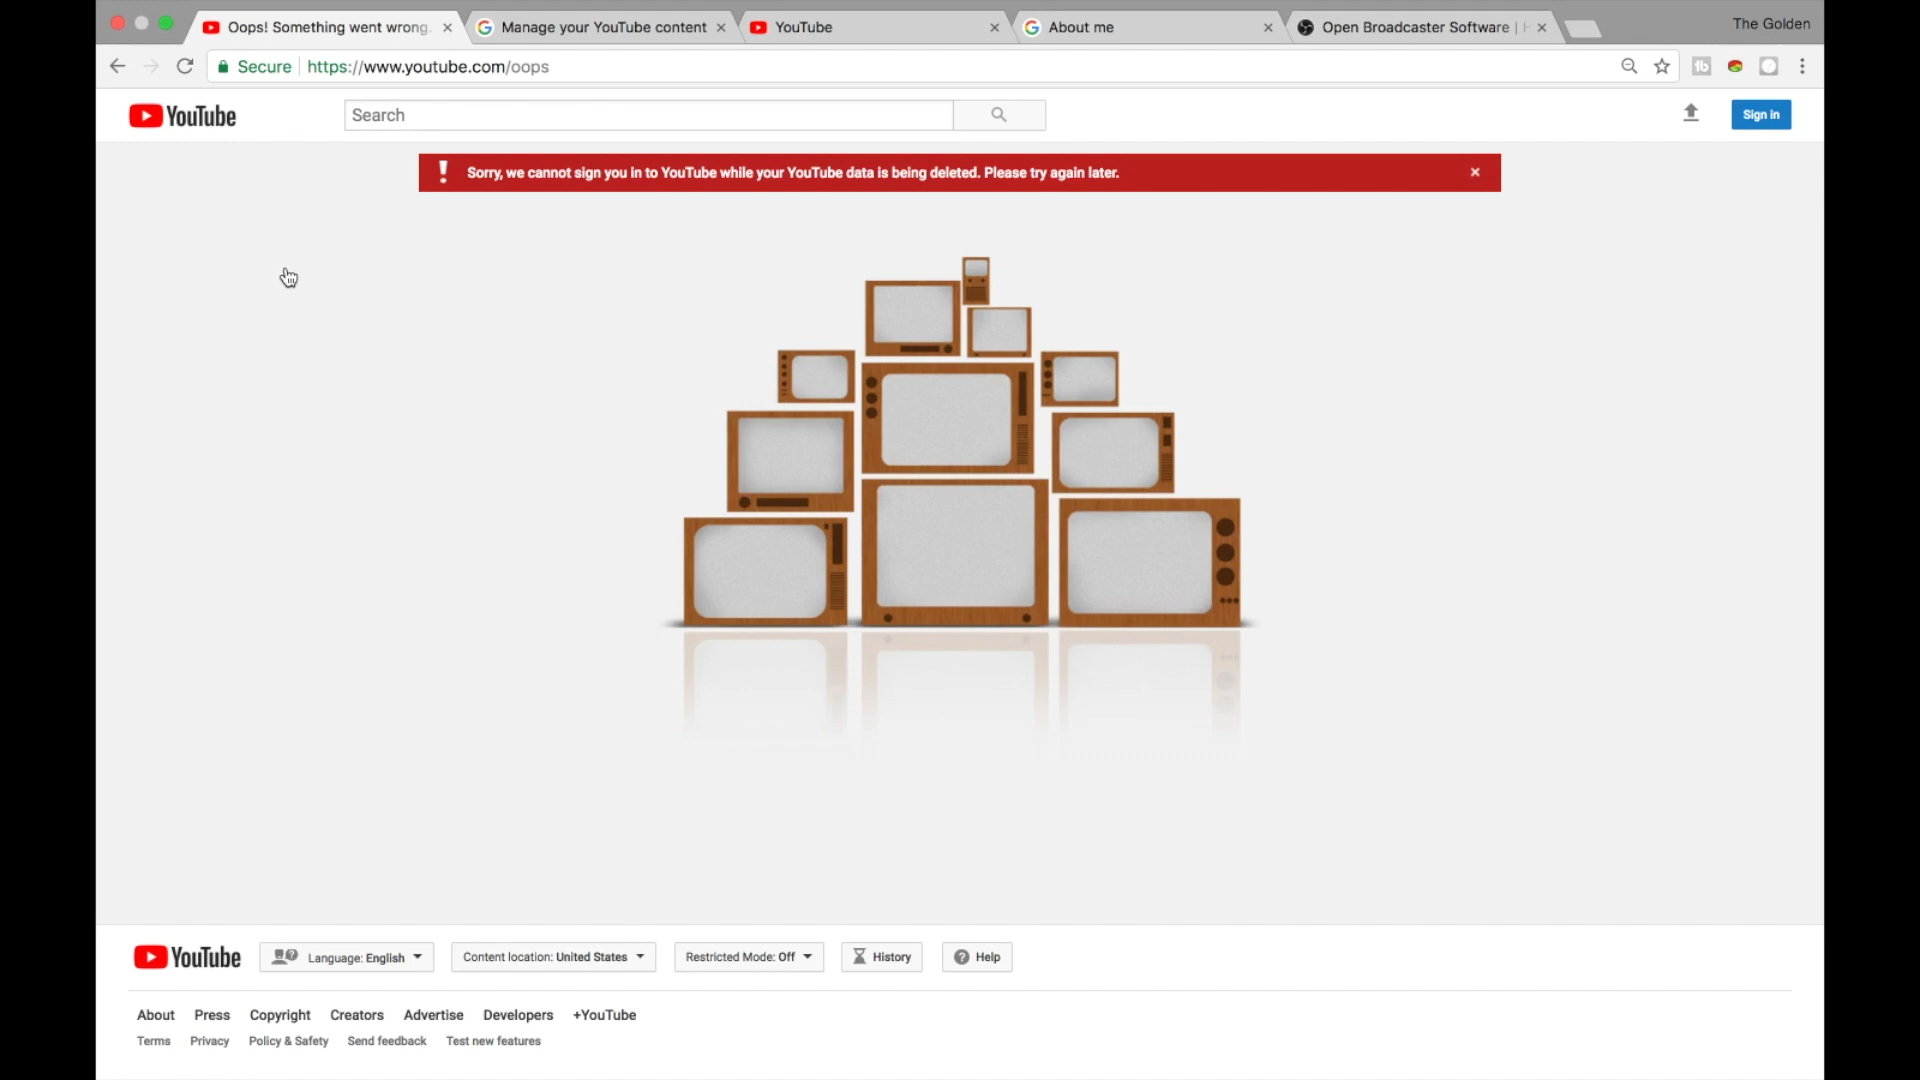 Oops! Something went wrong.
Manage your YouTube content
YouTube
About me
Open Broadcaster Software |
The Golden
Secure
https://www.youtube.com/oops
YouTube
Search
Sign in
Sorry, we cannot sign you in to YouTube while your YouTube data is being deleted. Please try again later.
YouTube
Language: English
Content location: United States
Restricted Mode: Off
History
Help
About Press Copyright Creators Advertise Developers +YouTube
Terms Privacy Policy & Safety Send feedback Test new features